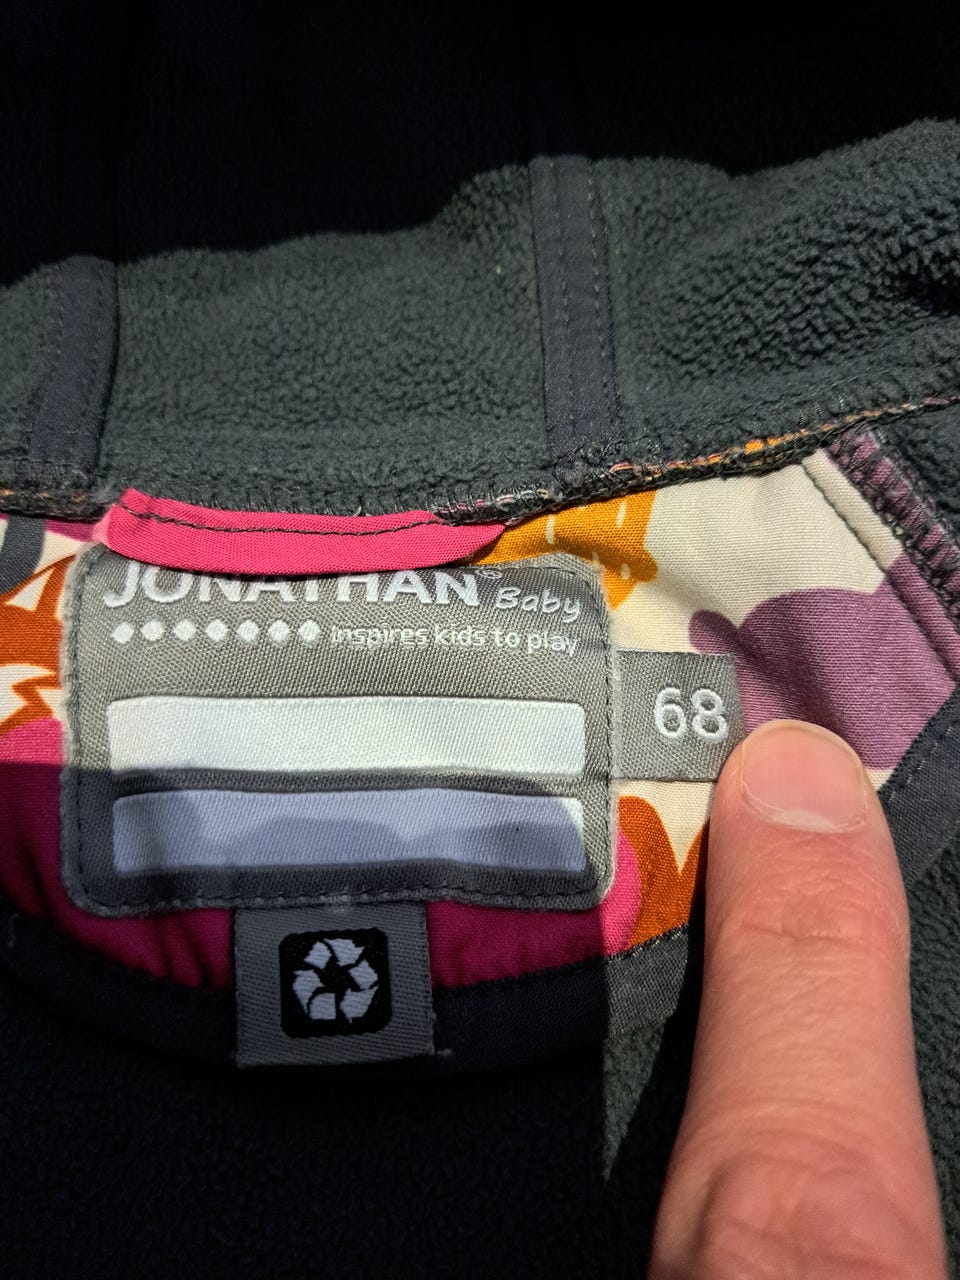 JONATHAN® Baby
Inspires kids to play
68